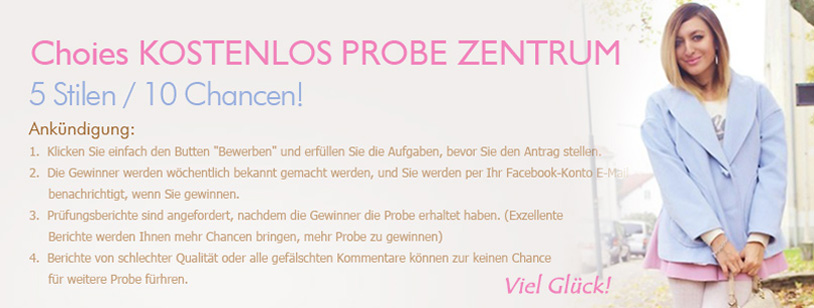 Choies KOSTENLOS PROBE ZENTRUM
5 Stilen / 10 Chancen!
Ankündigung:
1. Klicken Sie einfach den Butten "Bewerben" und erfüllen Sie die Aufgaben, bevor Sie den Antrag stellen.
2. Die Gewinner werden wöchentlich bekannt gemacht werden, und Sie werden per Ihr Facebook-Konto E-Mail
benachrichtigt, wenn Sie gewinnen.
3. Prüfungsberichte sind angefordert, nachdem die Gewinner die Probe erhaltet haben. (Exzellente
Berichte werden Ihnen mehr Chancen bringen, mehr Probe zu gewinnen)
4. Berichte von schlechter Qualität oder alle gefälschten Kommentare können zur keinen Chance
für weitere Probe fürhren.
Viel Glück!